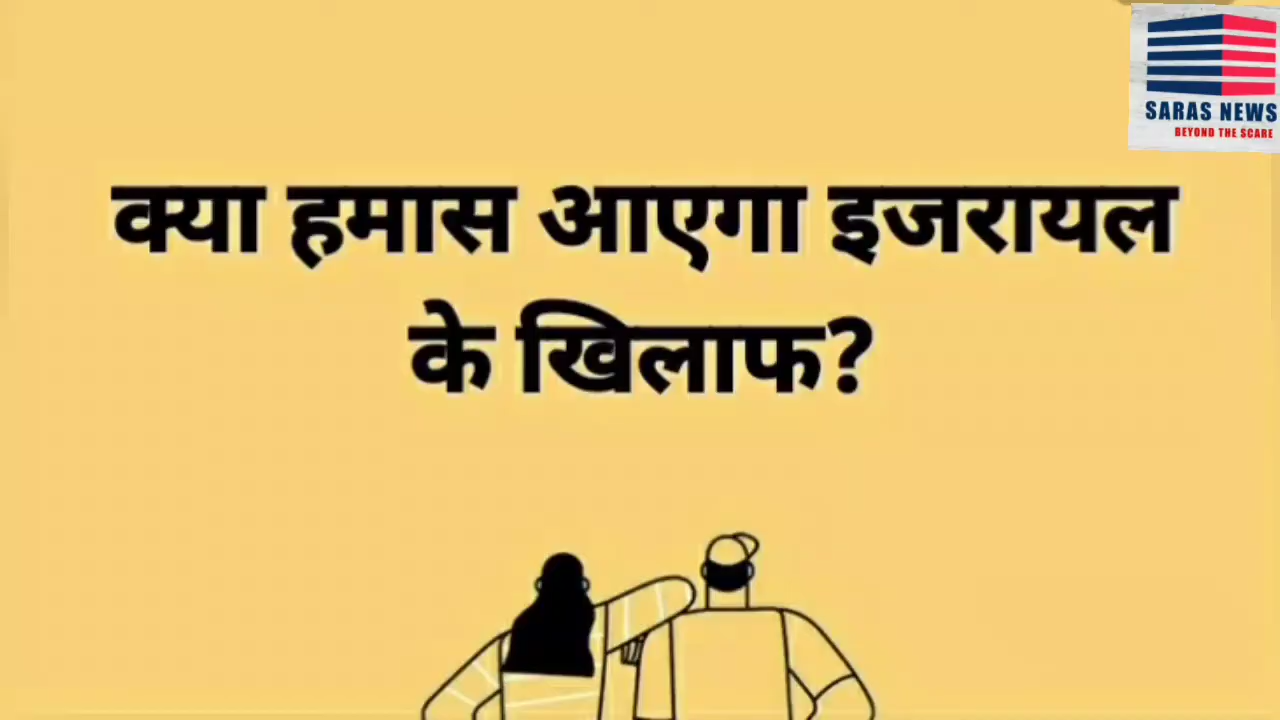 SARAS NEWS
BEYOND THE SCARE
क्या हमास आएगा इजरायल
के खिलाफ?